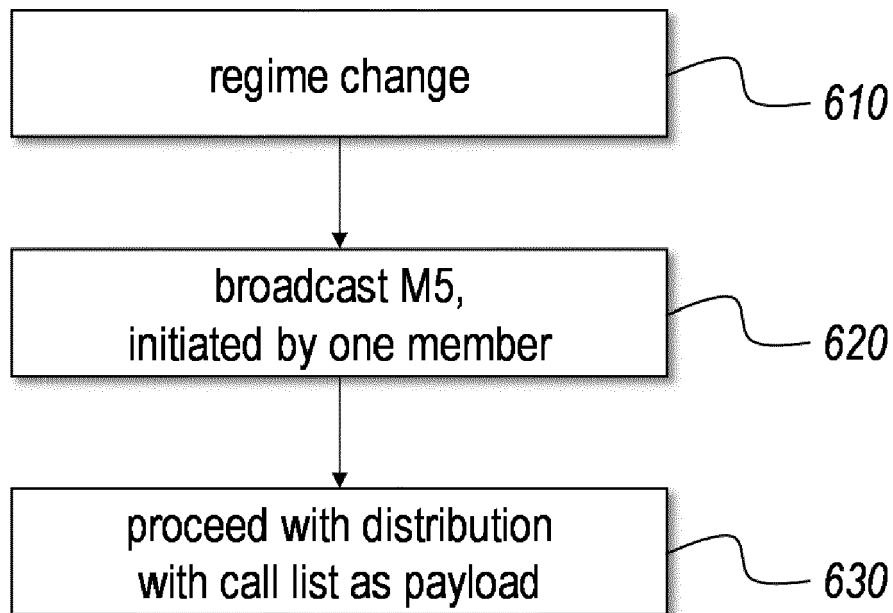 regime change
610
broadcast M5,
initiated by one member
620
proceed with distribution
with call list as payload
630